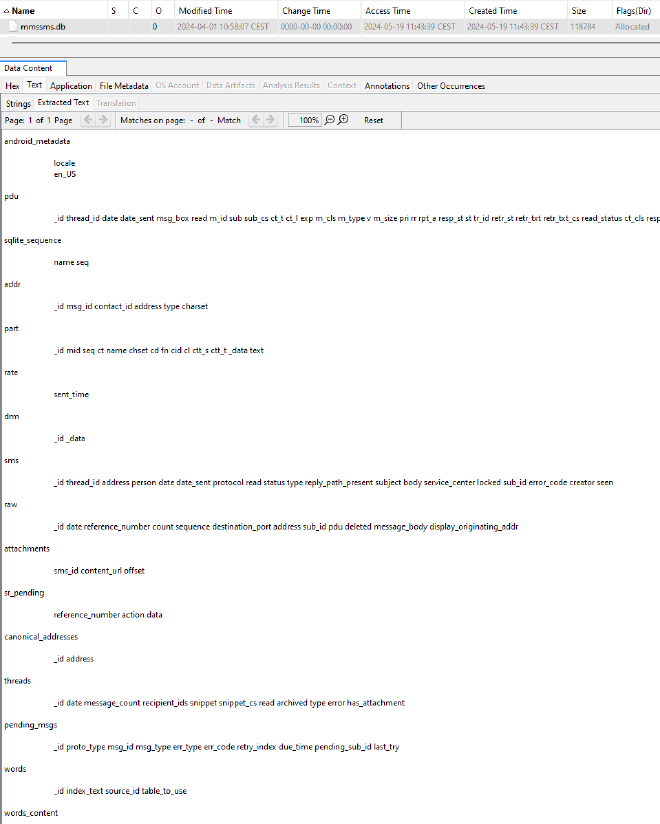 Name S C O Modified Time Change Time Access Time Created Time Size Flags(Dir)
mmssms.db 0 2024-04-01 10:58:07 CEST 0000-00-00 00:00:00 2024-05-19 11:43:39 CEST 2024-05-19 11:43:39 CEST 118784 Allocated
Data Content
Hex Text Application File Metadata OS Account Data Artifacts Analysis Results Context Annotations Other Occurrences
Strings Extracted Text Translation
Page: 1 of 1 Page Matches on page: - of - Match 100% Reset
android_metadata
locale
en_US
pdu
_id thread_id date date_sent msg_box read m_id sub sub_cs ct_t ct_l exp m_cls m_type v m_size pri rr rpt_a resp_st st tr_id retr_st retr_txt retr_txt_cs read_status ct_cls resp
sqlite_sequence
name seq
addr
_id msg_id contact_id address type charset
part
_id mid seq ct name chset cd fn cid cl ctt_s ctt_t _data text
rate
sent_time
drm
_id _data
sms
_id thread_id address person date date_sent protocol read status type reply_path_present subject body service_center locked sub_id error_code creator seen
raw
_id date reference_number count sequence destination_port address sub_id pdu deleted message_body display_originating_addr
attachments
sms_id content_url offset
sr_pending
reference_number action data
canonical_addresses
_id address
threads
_id date message_count recipient_ids snippet snippet_cs read archived type error has_attachment
pending_msgs
_id proto_type msg_id msg_type err_type err_code retry_index due_time pending_sub_id last_try
words
_id index_text source_id table_to_use
words_content